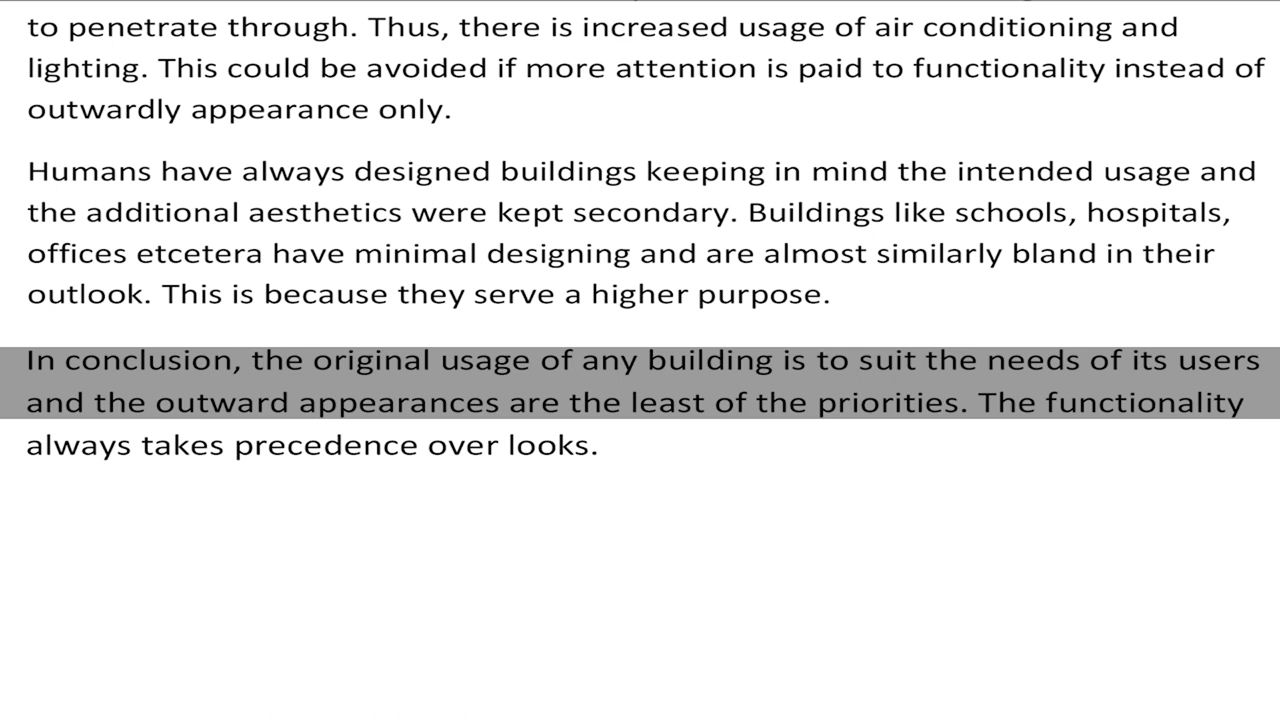 to penetrate through. Thus, there is increased usage of air conditioning and
lighting. This could be avoided if more attention is paid to functionality instead of
outwardly appearance only.
Humans have always designed buildings keeping in mind the intended usage and
the additional aesthetics were kept secondary. Buildings like schools, hospitals,
offices etcetera have minimal designing and are almost similarly bland in their
outlook. This is because they serve a higher purpose.
In conclusion, the original usage of any building is to suit the needs of its users
and the outward appearances are the least of the priorities. The functionality
always takes precedence over looks.